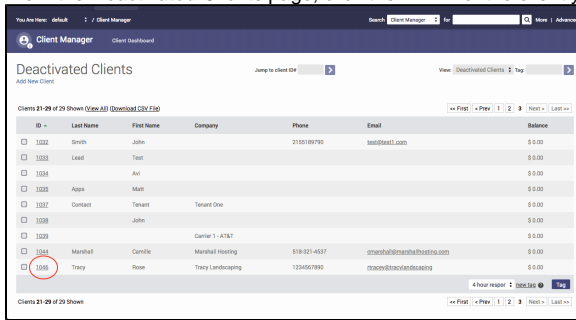 You Are Here: default / Client Manager Search Client Manager for More | Advanced
Client Manager Client Dashboard
Deactivated Clients Jump to client ID# View: Deactivated Clients Tag:
Add New Client
Clients 21-29 of 29 Shown (View All) (Download CSV File) «« First « Prev 1 2 3 Next » Last »»
ID Last Name First Name Company Phone Email Balance
1032 Smith John 2155189790 test@test1.com $ 0.00
1033 Lead Test $ 0.00
1034 Avi $ 0.00
1035 Apps Matt $ 0.00
1037 Contact Tenant Tenant One $ 0.00
1038 John $ 0.00
1039 Carrier 1 - AT&T $ 0.00
1044 Marshall Camille Marshall Hosting 518-321-4537 cmarshall@marshallhosting.com $ 0.00
1046 Tracy Rose Tracy Landscaping 1234567890 rtracey@tracylandscaping $ 0.00
4 hour respor new tag Tag
Clients 21-29 of 29 Shown «« First « Prev 1 2 3 Next » Last »»